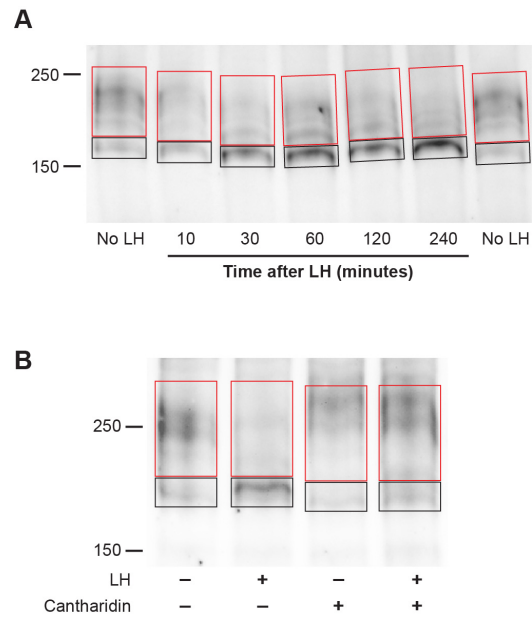 A
250
150
No LH 10 30 60 120 240 No LH
Time after LH (minutes)
B
250
150
LH – + – +
Cantharidin – – + +